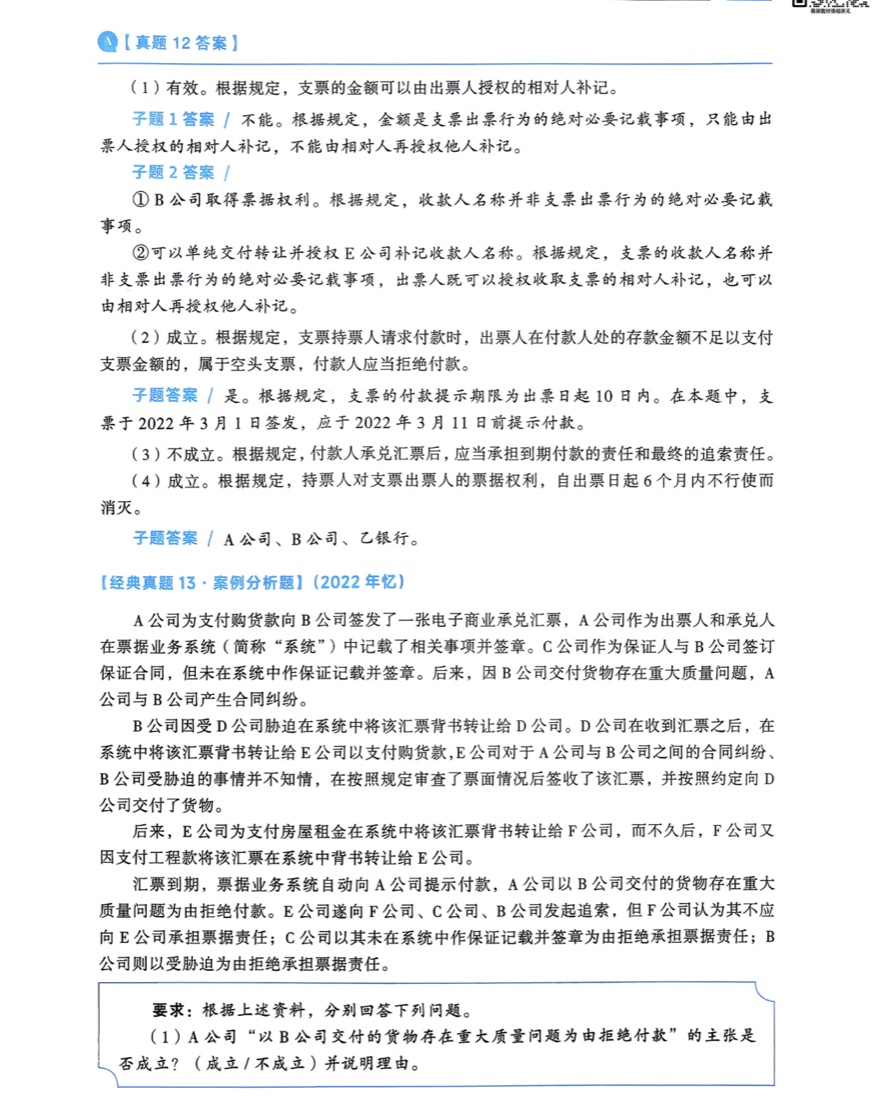 【真题 12 答案】
（1）有效。根据规定，支票的金额可以由出票人授权的相对人补记。
子题 1 答案 / 不能。根据规定，金额是支票出票行为的绝对必要记载事项，只能由出
票人授权的相对人补记，不能由相对人再授权他人补记。
子题 2 答案 /
①B 公司取得票据权利。根据规定，收款人名称并非支票出票行为的绝对必要记载
事项。
②可以单纯交付转让并授权 E 公司补记收款人名称。根据规定，支票的收款人名称并
非支票出票行为的绝对必要记载事项，出票人既可以授权收取支票的相对人补记，也可以
由相对人再授权他人补记。
（2）成立。根据规定，支票持票人请求付款时，出票人在付款人处的存款金额不足以支付
支票金额的，属于空头支票，付款人应当拒绝付款。
子题答案 / 是。根据规定，支票的付款提示期限为出票日起 10 日内。在本题中，支
票于 2022 年 3 月 1 日签发，应于 2022 年 3 月 11 日前提示付款。
（3）不成立。根据规定，付款人承兑汇票后，应当承担到期付款的责任和最终的追索责任。
（4）成立。根据规定，持票人对支票出票人的票据权利，自出票日起 6 个月内不行使而
消灭。
子题答案 / A 公司、B 公司、乙银行。
【经典真题 13 · 案例分析题】（2022 年忆）
A 公司为支付购货款向 B 公司签发了一张电子商业承兑汇票，A 公司作为出票人和承兑人
在票据业务系统（简称“系统”）中记载了相关事项并签章。C 公司作为保证人与 B 公司签订
保证合同，但未在系统中作保证记载并签章。后来，因 B 公司交付货物存在重大质量问题，A
公司与 B 公司产生合同纠纷。
B 公司因受 D 公司胁迫在系统中将该汇票背书转让给 D 公司。D 公司在收到汇票之后，在
系统中将该汇票背书转让给 E 公司以支付购货款，E 公司对于 A 公司与 B 公司之间的合同纠纷、
B 公司受胁迫的事情并不知情，在按照规定审查了票面情况后签收了该汇票，并按照约定向 D
公司交付了货物。
后来，E 公司为支付房屋租金在系统中将该汇票背书转让给 F 公司，而不久后，F 公司又
因支付工程款将该汇票在系统中背书转让给 E 公司。
汇票到期，票据业务系统自动向 A 公司提示付款，A 公司以 B 公司交付的货物存在重大
质量问题为由拒绝付款。E 公司遂向 F 公司、C 公司、B 公司发起追索，但 F 公司认为其不应
向 E 公司承担票据责任；C 公司以其未在系统中作保证记载并签章为由拒绝承担票据责任；B
公司则以受胁迫为由拒绝承担票据责任。
要求：根据上述资料，分别回答下列问题。
（1）A 公司“以 B 公司交付的货物存在重大质量问题为由拒绝付款”的主张是
否成立？（成立 / 不成立）并说明理由。